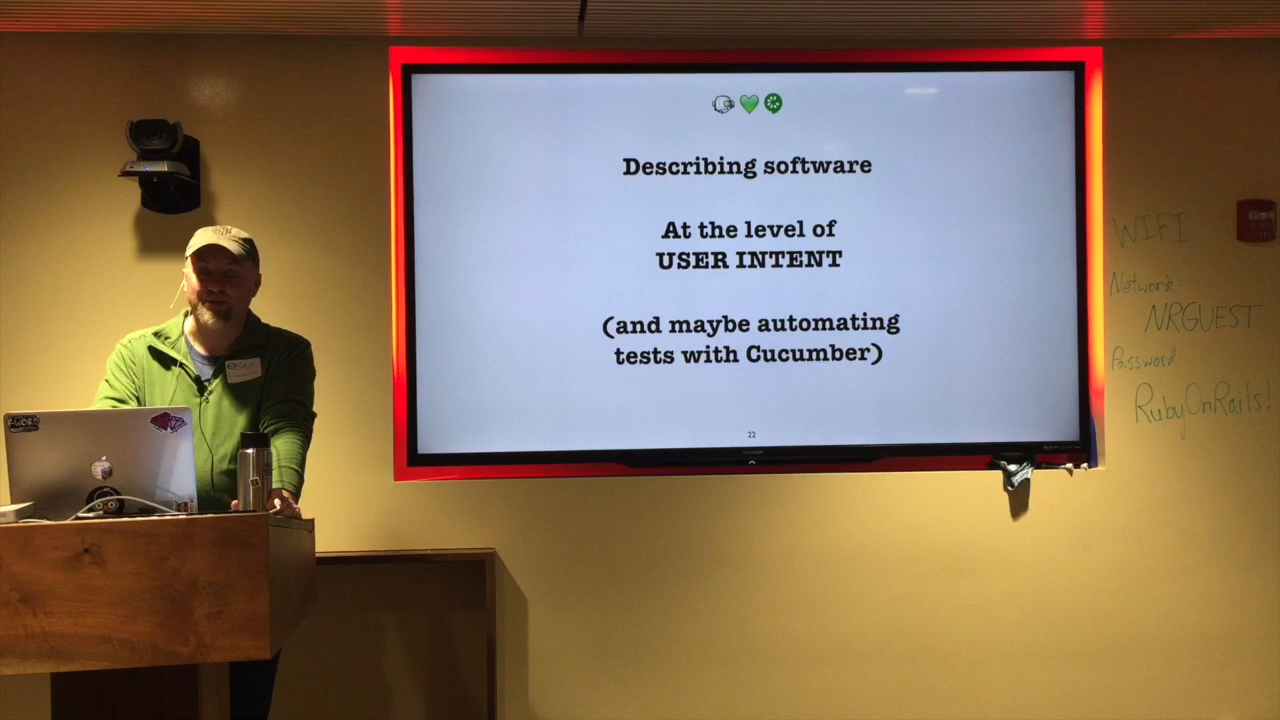 Describing software
At the level of
USER INTENT
(and maybe automating
tests with Cucumber)
22
WIFI
Network:
NRGUEST
Password:
RubyOnRails!